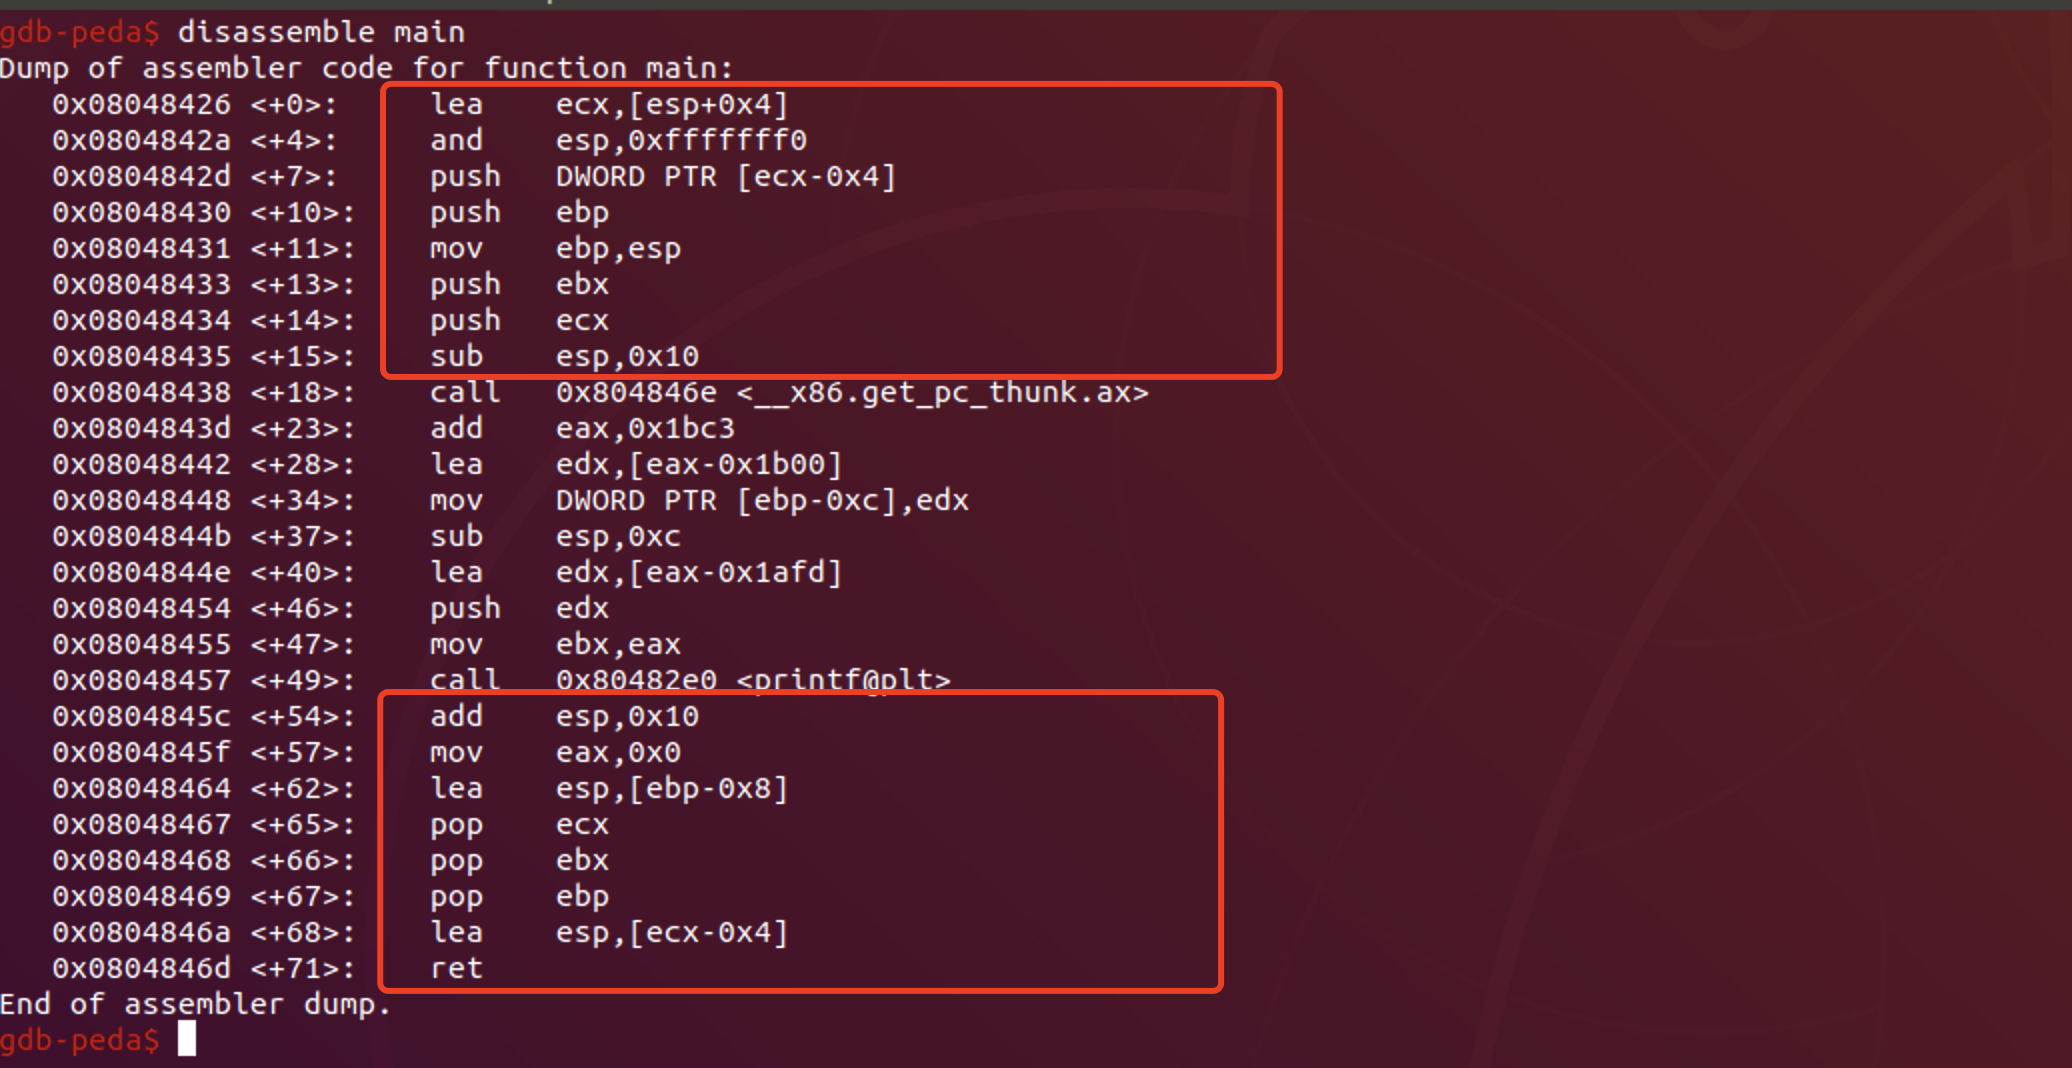 gdb-peda$ disassemble main
Dump of assembler code for function main:
   0x08048426 <+0>:	lea    ecx,[esp+0x4]
   0x0804842a <+4>:	and    esp,0xfffffff0
   0x0804842d <+7>:	push   DWORD PTR [ecx-0x4]
   0x08048430 <+10>:	push   ebp
   0x08048431 <+11>:	mov    ebp,esp
   0x08048433 <+13>:	push   ebx
   0x08048434 <+14>:	push   ecx
   0x08048435 <+15>:	sub    esp,0x10
   0x08048438 <+18>:	call   0x804846e <__x86.get_pc_thunk.ax>
   0x0804843d <+23>:	add    eax,0x1bc3
   0x08048442 <+28>:	lea    edx,[eax-0x1b00]
   0x08048448 <+34>:	mov    DWORD PTR [ebp-0xc],edx
   0x0804844b <+37>:	sub    esp,0xc
   0x0804844e <+40>:	lea    edx,[eax-0x1afd]
   0x08048454 <+46>:	push   edx
   0x08048455 <+47>:	mov    ebx,eax
   0x08048457 <+49>:	call   0x80482e0 <printf@plt>
   0x0804845c <+54>:	add    esp,0x10
   0x0804845f <+57>:	mov    eax,0x0
   0x08048464 <+62>:	lea    esp,[ebp-0x8]
   0x08048467 <+65>:	pop    ecx
   0x08048468 <+66>:	pop    ebx
   0x08048469 <+67>:	pop    ebp
   0x0804846a <+68>:	lea    esp,[ecx-0x4]
   0x0804846d <+71>:	ret
End of assembler dump.
gdb-peda$